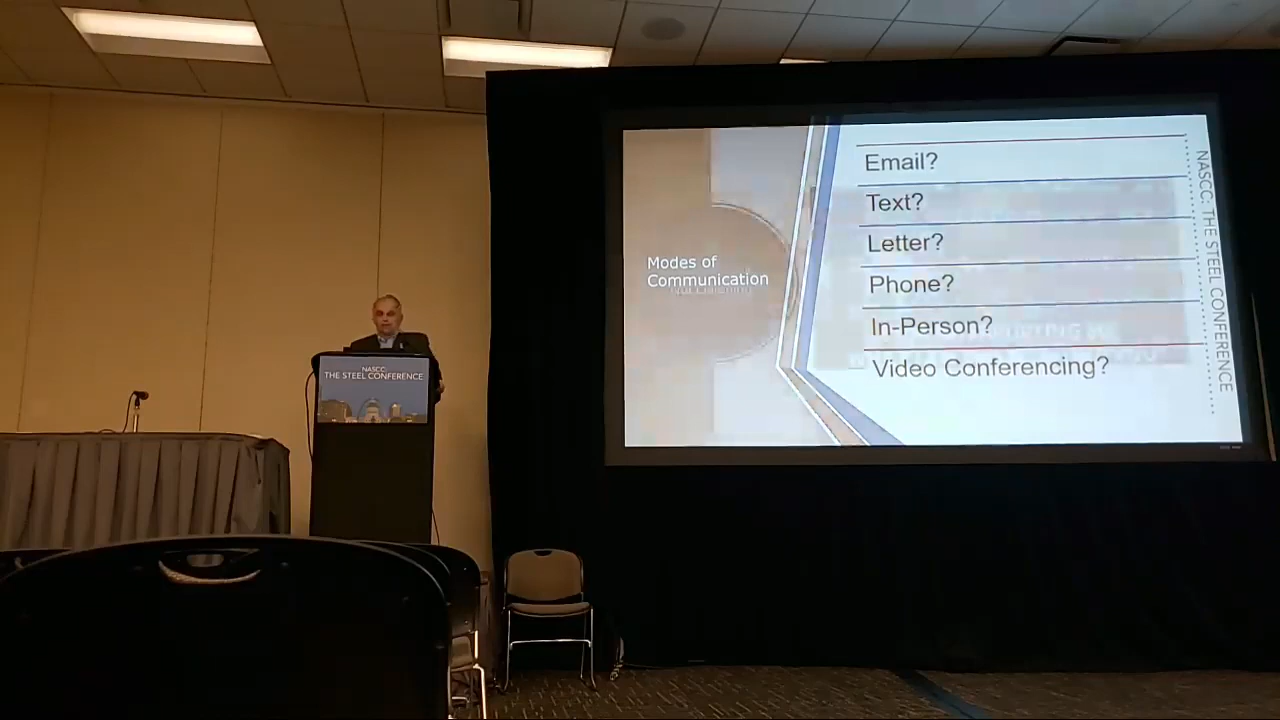 NASCC:
THE STEEL CONFERENCE
Modes of
Communication
Email?
Text?
Letter?
Phone?
In-Person?
Video Conferencing?
NASCC: THE STEEL CONFERENCE